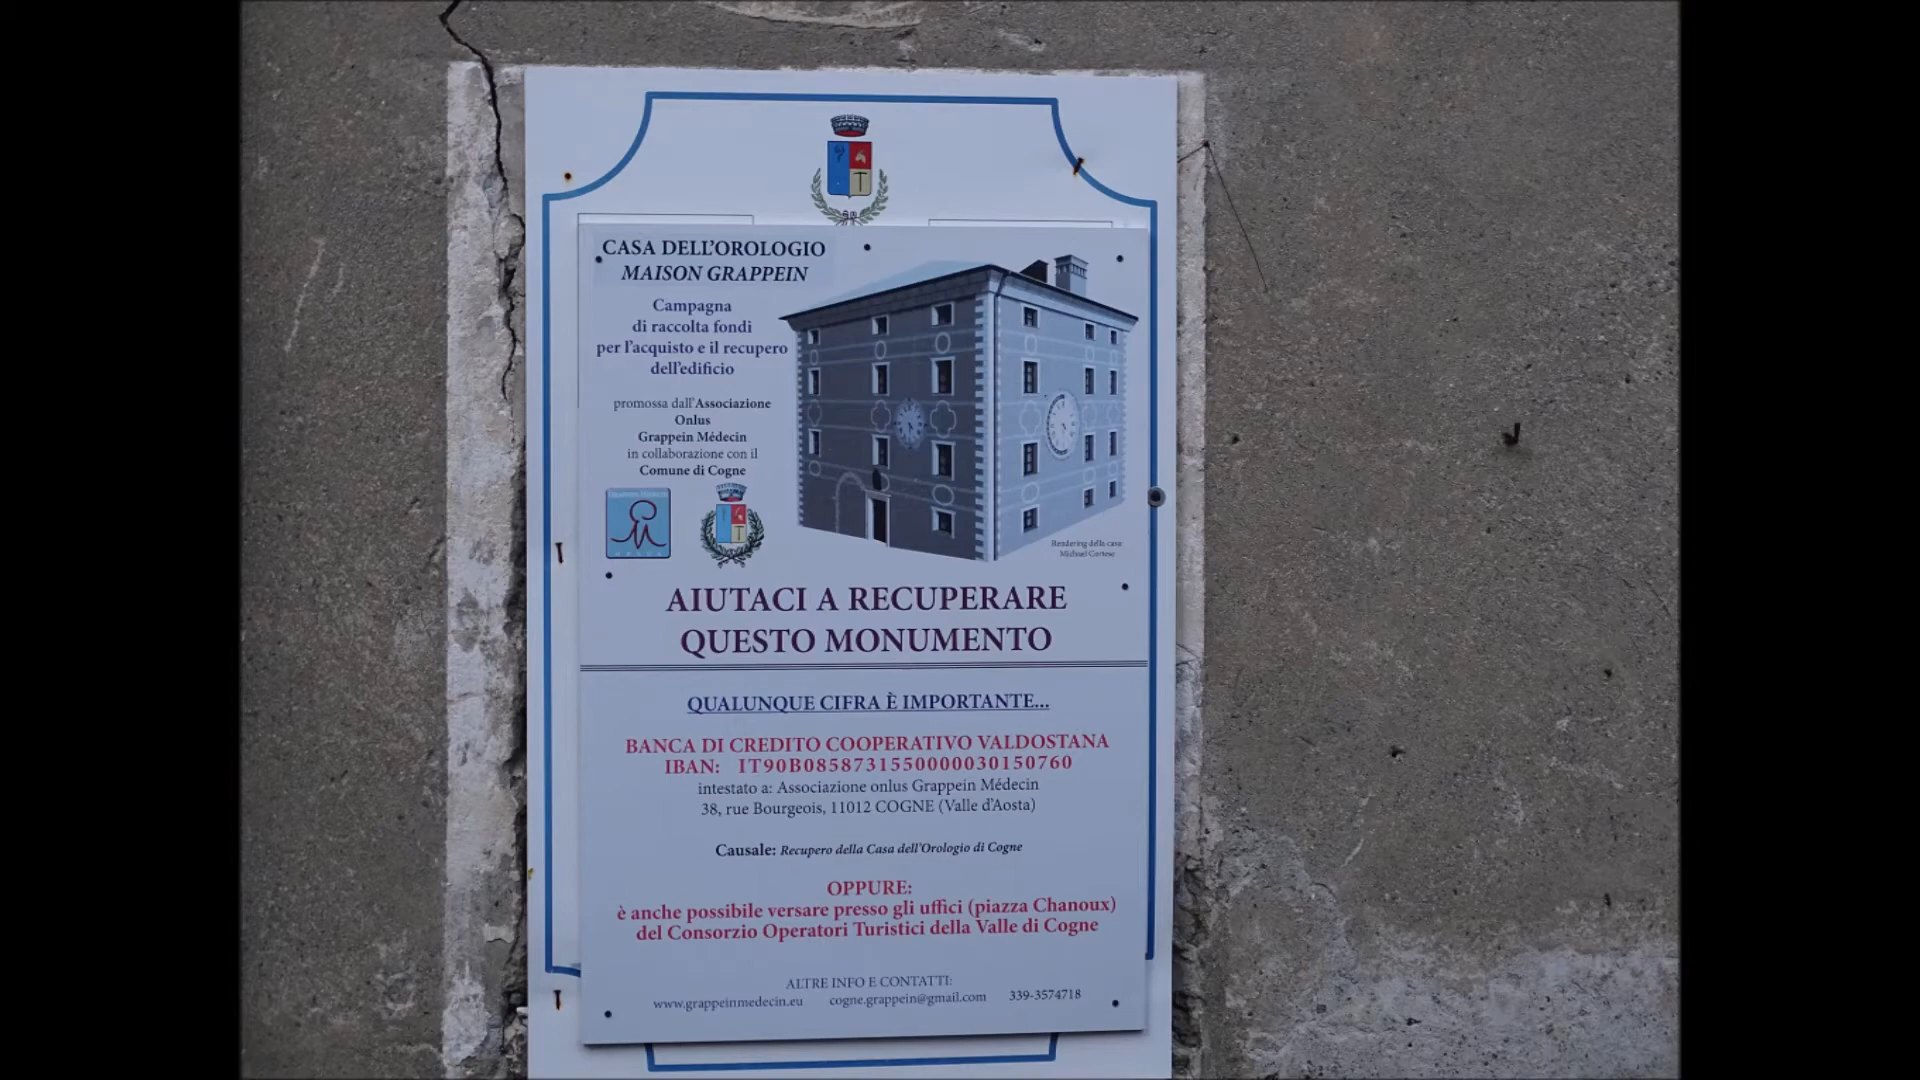 CASA DELL'OROLOGIO
MAISON GRAPPEIN
Campagna
di raccolta fondi
per l'acquisto e il recupero
dell'edificio
promossa dall'Associazione
Onlus
Grappein Médecin
in collaborazione con il
Comune di Cogne
Rendering della casa
Michael Cortese
AIUTACI A RECUPERARE
QUESTO MONUMENTO
QUALUNQUE CIFRA È IMPORTANTE...
BANCA DI CREDITO COOPERATIVO VALDOSTANA
IBAN: IT90B0858731550000030150760
intestato a: Associazione onlus Grappein Médecin
38, rue Bourgeois, 11012 COGNE (Valle d'Aosta)
Causale: Recupero della Casa dell'Orologio di Cogne
OPPURE:
è anche possibile versare presso gli uffici (piazza Chanoux)
del Consorzio Operatori Turistici della Valle di Cogne
ALTRE INFO E CONTATTI:
www.grappeinmedecin.eu cogne.grappein@gmail.com 339-3574718